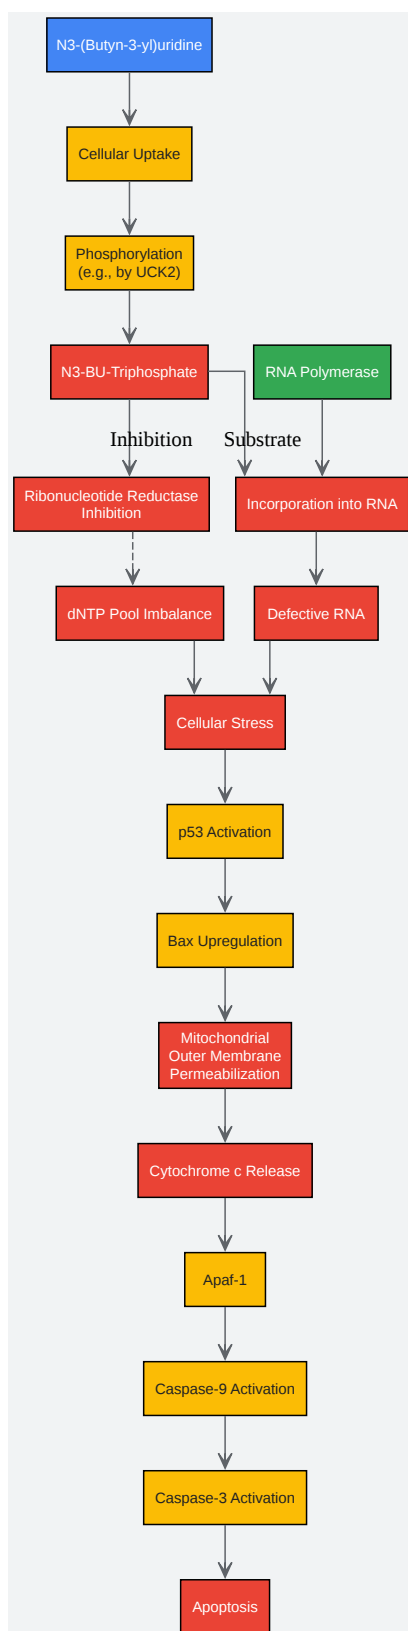 N3-(Butyn-3-yl)uridine
Cellular Uptake
Phosphorylation
(e.g., by UCK2)
N3-BU-Triphosphate
RNA Polymerase
Inhibition
Substrate
Ribonucleotide Reductase
Inhibition
Incorporation into RNA
dNTP Pool Imbalance
Defective RNA
Cellular Stress
p53 Activation
Bax Upregulation
Mitochondrial
Outer Membrane
Permeabilization
Cytochrome c Release
Apaf-1
Caspase-9 Activation
Caspase-3 Activation
Apoptosis